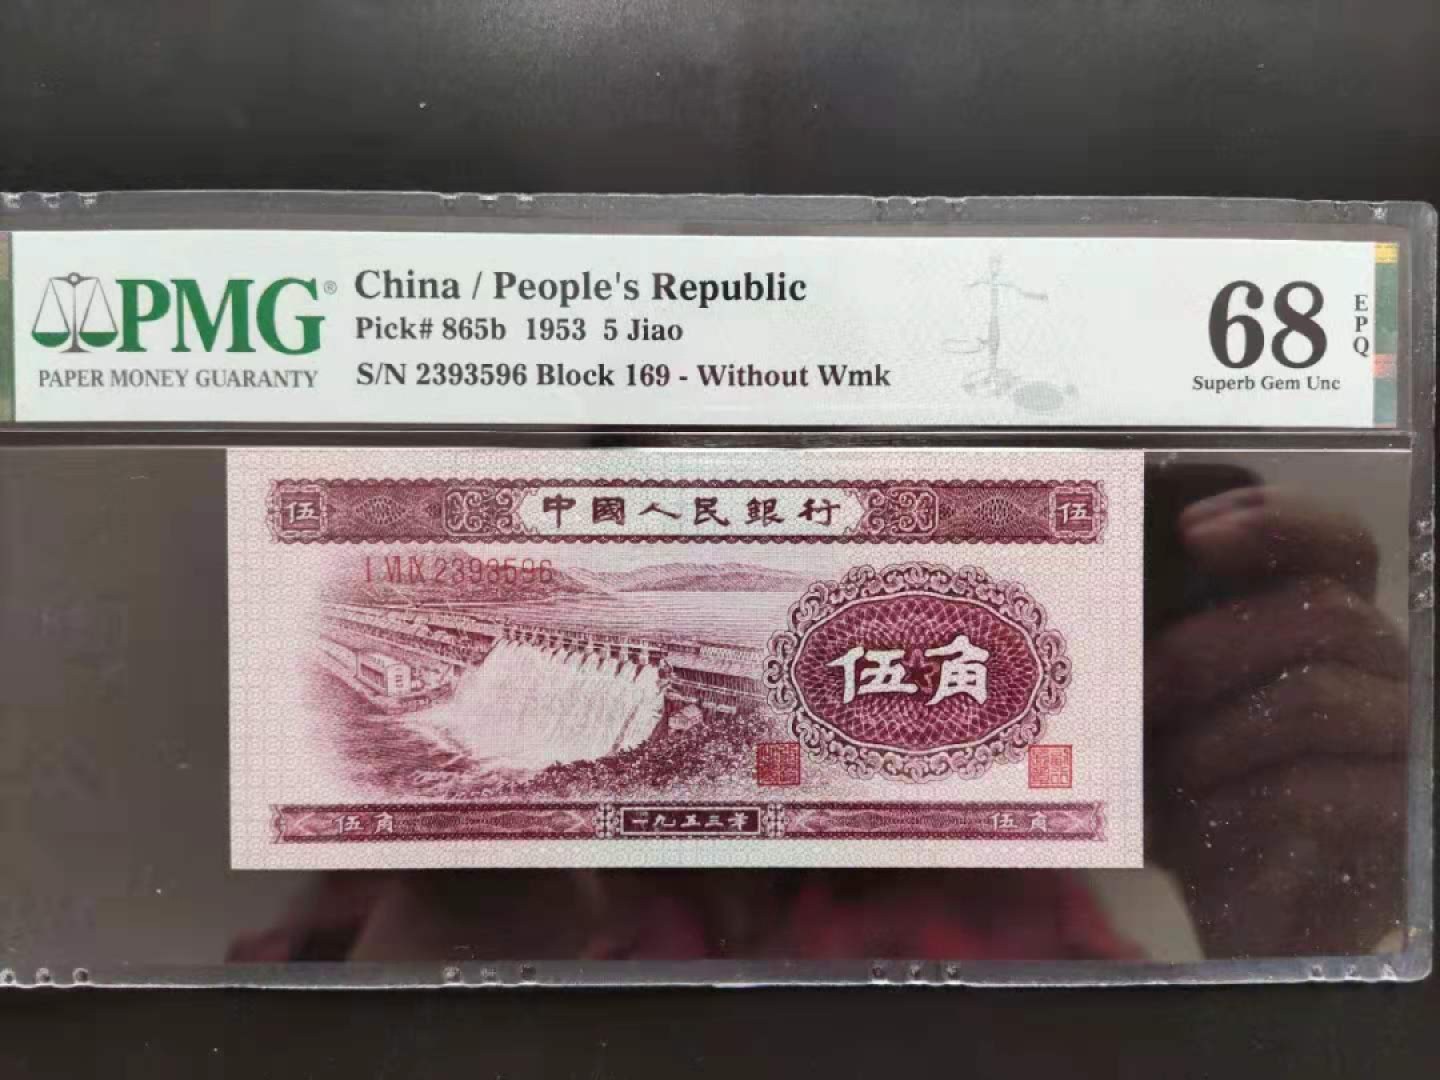 PMG®
PAPER MONEY GUARANTY
China / People's Republic
Pick# 865b 1953 5 Jiao
S/N 2393596 Block 169 - Without Wmk
68
EPQ
Superb Gem Unc
伍 中國人民銀行 伍
I VI IX 2393596
伍角
伍角 一九五三年 伍角